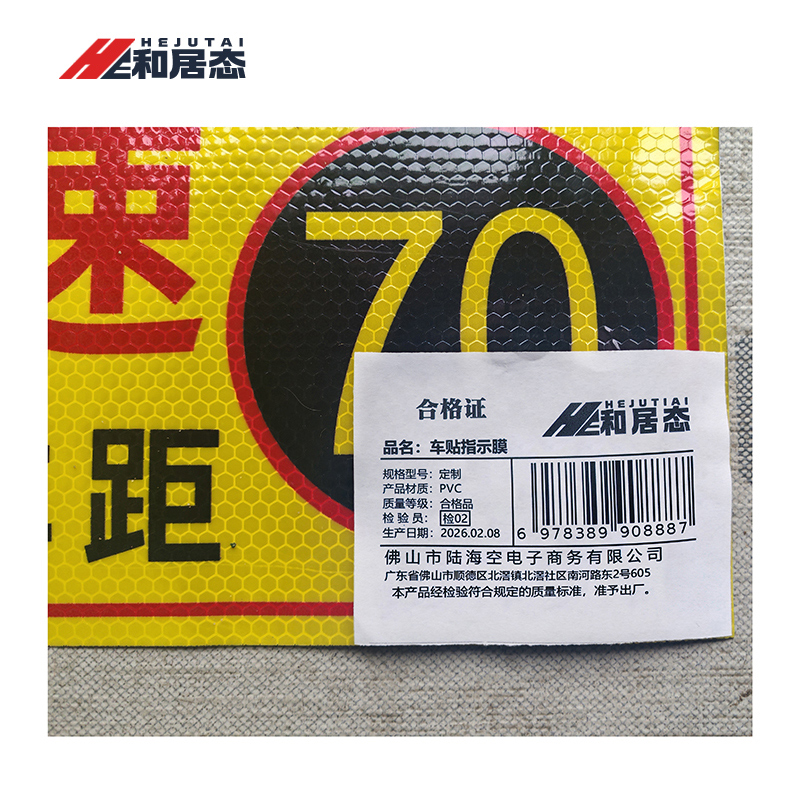 HEJUTAI
和居态
速
70
距
合格证
HEJUTIAI
和居态
品名：车贴指示膜
规格型号：定制
产品材质：PVC
质量等级：合格品
检 验 员：检02
生产日期：2026.02.08
6 978389 908887
佛山市陆海空电子商务有限公司
广东省佛山市顺德区北滘镇北滘社区南河路东2号605
本产品经检验符合规定的质量标准，准予出厂。